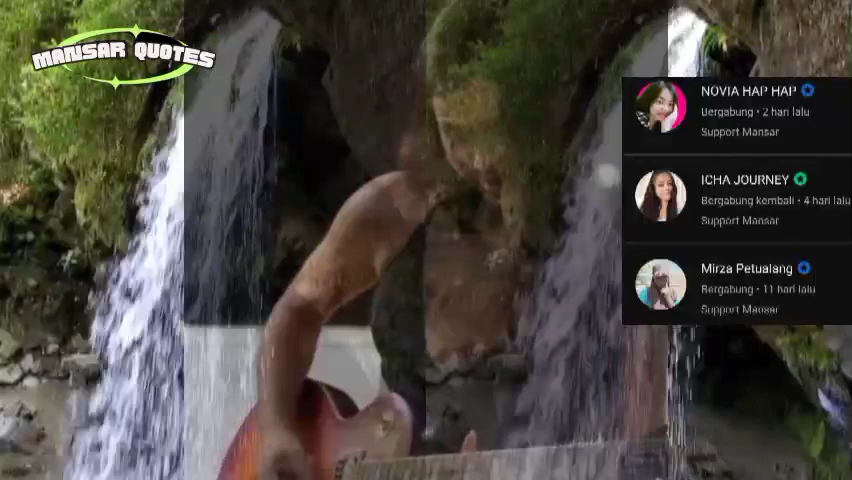 MANSAR QUOTES
NOVIA HAP HAP
Bergabung • 2 hari lalu
Support Mansar
ICHA JOURNEY
Bergabung kembali • 4 hari lalu
Support Mansar
Mirza Petualang
Bergabung • 11 hari lalu
Support Mansar